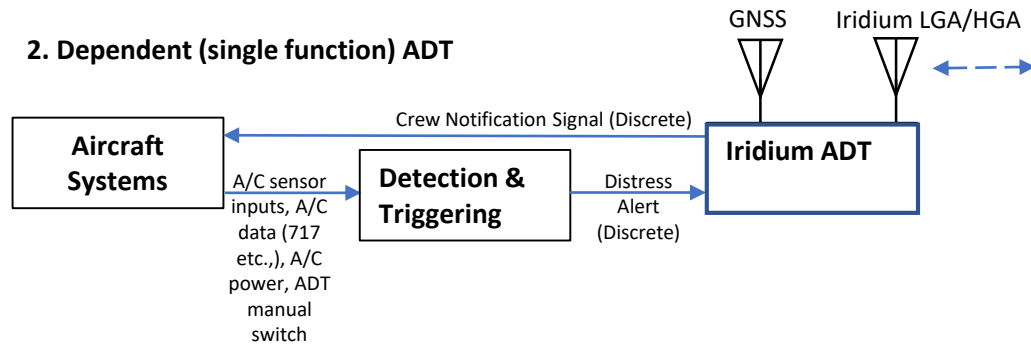 GNSS
Iridium LGA/HGA
2. Dependent (single function) ADT
Crew Notification Signal (Discrete)
Aircraft
Systems
A/C sensor
inputs, A/C
data (717
etc.,), A/C
power, ADT
manual
switch
Detection &
Triggering
Distress
Alert
(Discrete)
Iridium ADT